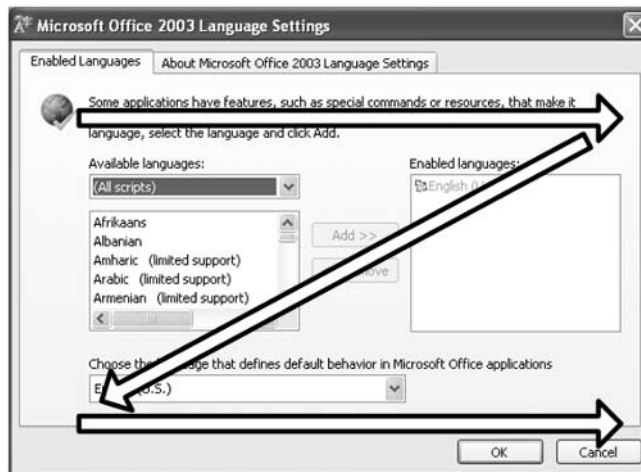 Microsoft Office 2003 Language Settings
Enabled Languages
About Microsoft Office 2003 Language Settings
Some applications have features, such as special commands or resources, that make it
language, select the language and click Add.
Available languages:
Enabled languages:
(All scripts)
English
Afrikaans
Albanian
Amharic (limited support)
Arabic (limited support)
Armenian (limited support)
Add >>
Choose the that defines default behavior in Microsoft Office applications
(U.S.)
OK
Cancel